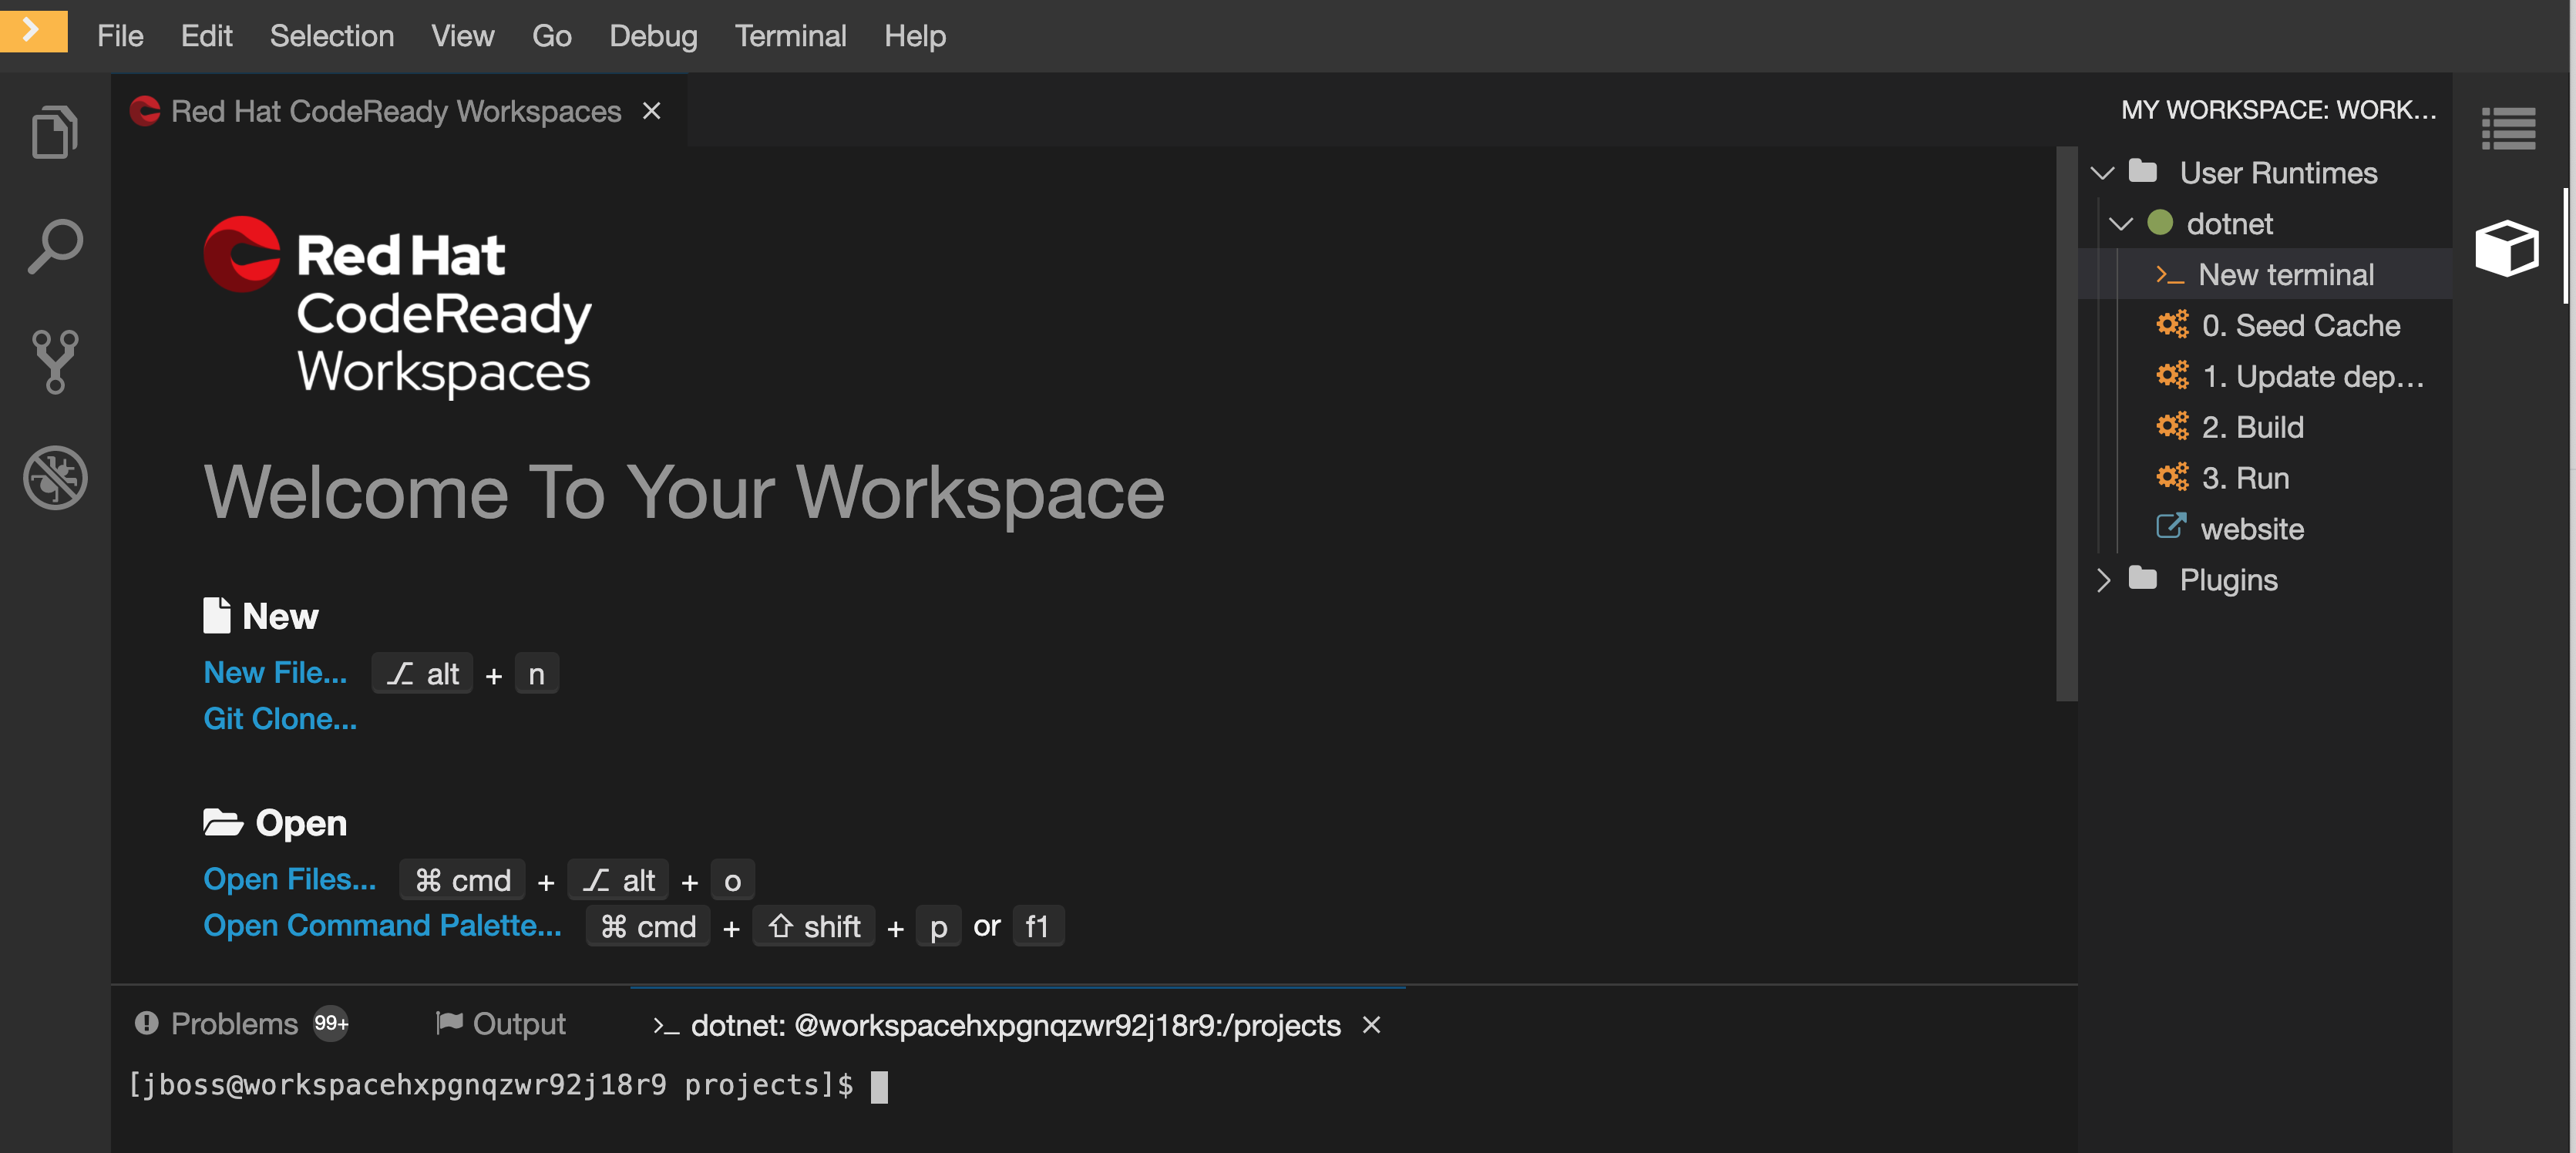 File Edit Selection View Go Debug Terminal Help
Red Hat CodeReady Workspaces
Red Hat
CodeReady
Workspaces
Welcome To Your Workspace
New
New File... alt + n
Git Clone...
Open
Open Files... ⌘ cmd + alt + o
Open Command Palette... ⌘ cmd + ⇧ shift + p or f1
Problems 99+ Output >_ dotnet: @workspacehxpgnqzwr92j18r9:/projects ×
[jboss@workspacehxpgnqzwr92j18r9 projects]$
MY WORKSPACE: WORK...
User Runtimes
dotnet
>_ New terminal
0. Seed Cache
1. Update dep...
2. Build
3. Run
website
Plugins